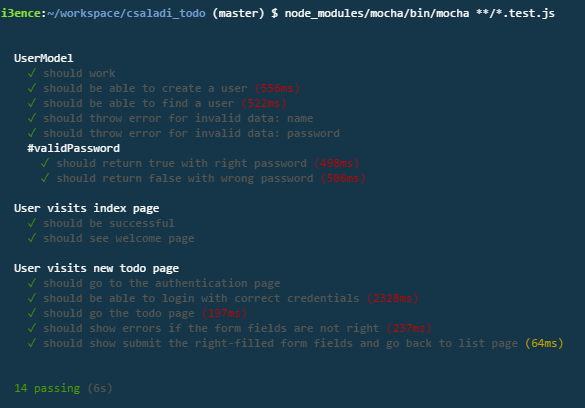 i3ence:~/workspace/csaladi_todo (master) $ node_modules/mocha/bin/mocha **/*.test.js
UserModel
✓ should work
✓ should be able to create a user (556ms)
✓ should be able to find a user (622ms)
✓ should throw error for invalid data: name
✓ should throw error for invalid data: password
#validPassword
✓ should return true with right password (498ms)
✓ should return false with wrong password (506ms)
User visits index page
✓ should be successful
✓ should see welcome page
User visits new todo page
✓ should go to the authentication page
✓ should be able to login with correct credentials (2328ms)
✓ should go the todo page (197ms)
✓ should show errors if the form fields are not right (237ms)
✓ should show submit the right-filled form fields and go back to list page (64ms)
14 passing (6s)